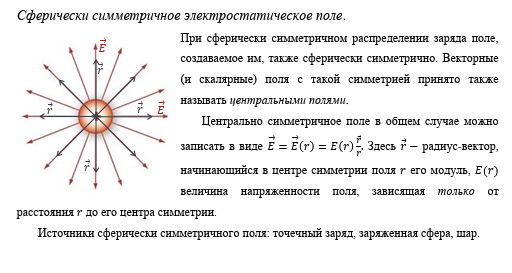 Сферически симметричное электростатическое поле.
При сферически симметричном распределении заряда поле,
создаваемое им, также сферически симметрично. Векторные
(и скалярные) поля с такой симметрией принято также
называть центральными полями.
Центрально симметричное поле в общем случае можно
записать в виде $\vec{E} = \vec{E}(r) = E(r)\frac{\vec{r}}{r}$. Здесь $\vec{r}$ − радиус-вектор,
начинающийся в центре симметрии поля r его модуль, E(r)
величина напряженности поля, зависящая только от
расстояния r до его центра симметрии.
Источники сферически симметричного поля: точечный заряд, заряженная сфера, шар.
$\vec{E}$
$\vec{r}$
$\vec{r}$
$\vec{r}$
$\vec{E}$
$\vec{r}$